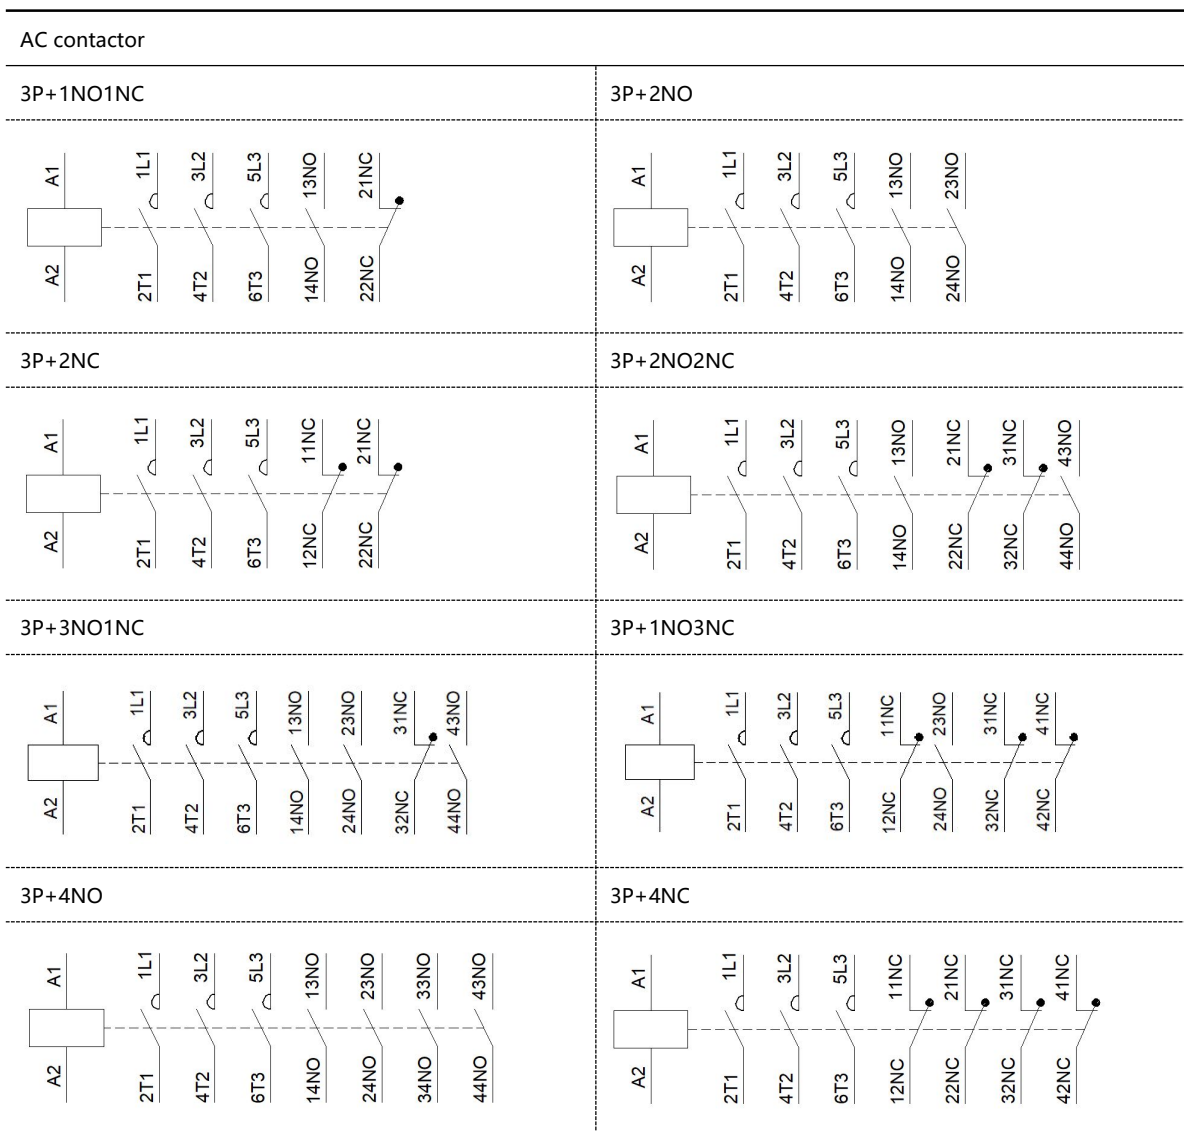 AC contactor
3P+1NO1NC
A1 1L1 3L2 5L3 13NO 21NC
A2 2T1 4T2 6T3 14NO 22NC
3P+2NO
A1 1L1 3L2 5L3 13NO 23NO
A2 2T1 4T2 6T3 14NO 24NO
3P+2NC
A1 1L1 3L2 5L3 11NC 21NC
A2 2T1 4T2 6T3 12NC 22NC
3P+2NO2NC
A1 1L1 3L2 5L3 13NO 21NC 31NC 43NO
A2 2T1 4T2 6T3 14NO 22NC 32NC 44NO
3P+3NO1NC
A1 1L1 3L2 5L3 13NO 23NO 31NC 43NO
A2 2T1 4T2 6T3 14NO 24NO 32NC 44NO
3P+1NO3NC
A1 1L1 3L2 5L3 11NC 23NO 31NC 41NC
A2 2T1 4T2 6T3 12NC 24NO 32NC 42NC
3P+4NO
A1 1L1 3L2 5L3 13NO 23NO 33NO 43NO
A2 2T1 4T2 6T3 14NO 24NO 34NO 44NO
3P+4NC
A1 1L1 3L2 5L3 11NC 21NC 31NC 41NC
A2 2T1 4T2 6T3 12NC 22NC 32NC 42NC